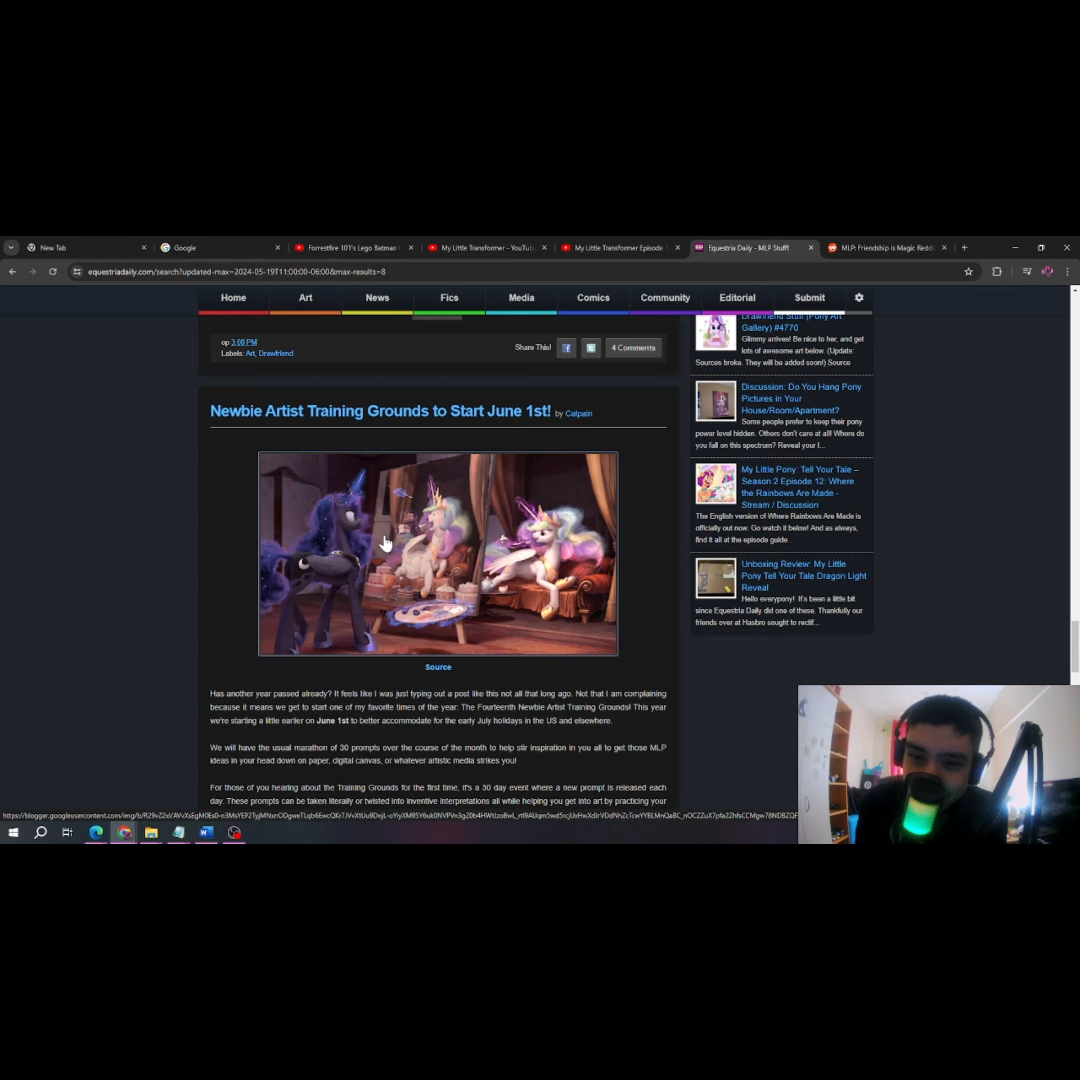 New Tab
Google
Forrestfire 101's Lego Batman
My Little Transformer - YouTu
My Little Transformer Episode
Equestria Daily - MLP Stuff!
MLP: Friendship is Magic Reddi
equestriadaily.com/search?updated-max=2024-05-19T11:00:00-06:00&max-results=8
Home
Art
News
Fics
Media
Comics
Community
Editorial
Submit
op 3:00 PM
Labels: Art, Drawfriend
Share This!
4 Comments
Newbie Artist Training Grounds to Start June 1st! by Calpain
Source
Has another year passed already? It feels like I was just typing out a post like this not all that long ago. Not that I am complaining
because it means we get to start one of my favorite times of the year: The Fourteenth Newbie Artist Training Grounds! This year
we're starting a little earlier on June 1st to better accommodate for the early July holidays in the US and elsewhere.
We will have the usual marathon of 30 prompts over the course of the month to help stir inspiration in you all to get those MLP
ideas in your head down on paper, digital canvas, or whatever artistic media strikes you!
For those of you hearing about the Training Grounds for the first time, it's a 30 day event where a new prompt is released each
day. These prompts can be taken literally or twisted into inventive interpretations all while helping you get into art by practicing your
Drawfriend Stuff (Pony Art
Gallery) #4770
Glimmy arrives! Be nice to her, and get
lots of awesome art below. (Update:
Sources broke. They will be added soon!) Source
Discussion: Do You Hang Pony
Pictures in Your
House/Room/Apartment?
Some people prefer to keep their pony
power level hidden. Others don't care at all! Where do
you fall on this spectrum? Reveal your l...
My Little Pony: Tell Your Tale –
Season 2 Episode 12: Where
the Rainbows Are Made -
Stream / Discussion
The English version of Where Rainbows Are Made is
officially out now. Go watch it below! And as always,
find it all at the episode guide .
Unboxing Review: My Little
Pony Tell Your Tale Dragon Light
Reveal
Hello everypony! It's been a little bit
since Equestria Daily did one of these. Thankfully our
friends over at Hasbro sought to rectif...